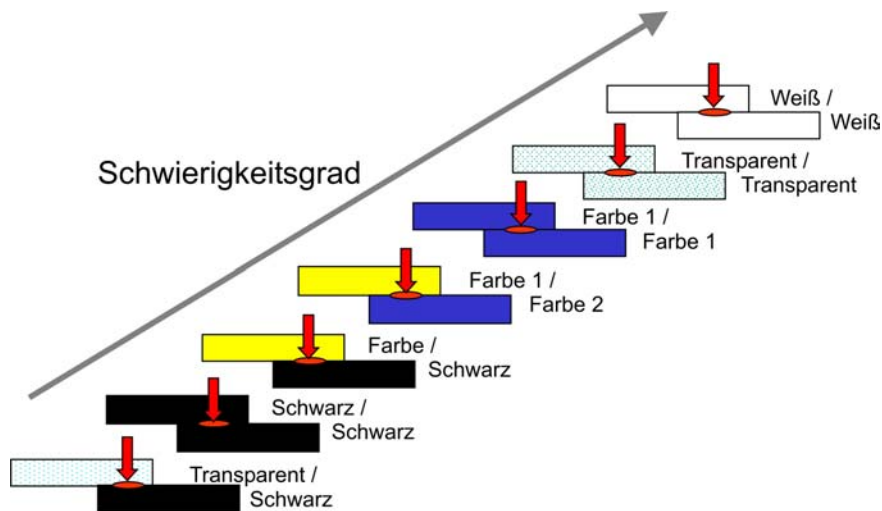 Weiß /
Weiß
Schwierigkeitsgrad
Transparent /
Transparent
Farbe 1 /
Farbe 1
Farbe 1 /
Farbe 2
Farbe /
Schwarz
Schwarz /
Schwarz
Transparent /
Schwarz